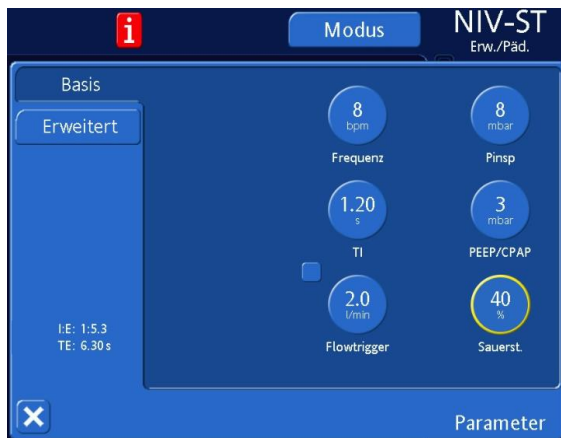 i
Modus
NIV-ST
Erw./Päd.
Basis
Erweitert
8
bpm
Frequenz
8
mbar
Pinsp
1.20
s
TI
3
mbar
PEEP/CPAP
2.0
l/min
Flowtrigger
40
%
Sauerst.
I:E: 1:5.3
TE: 6.30 s
X
Parameter